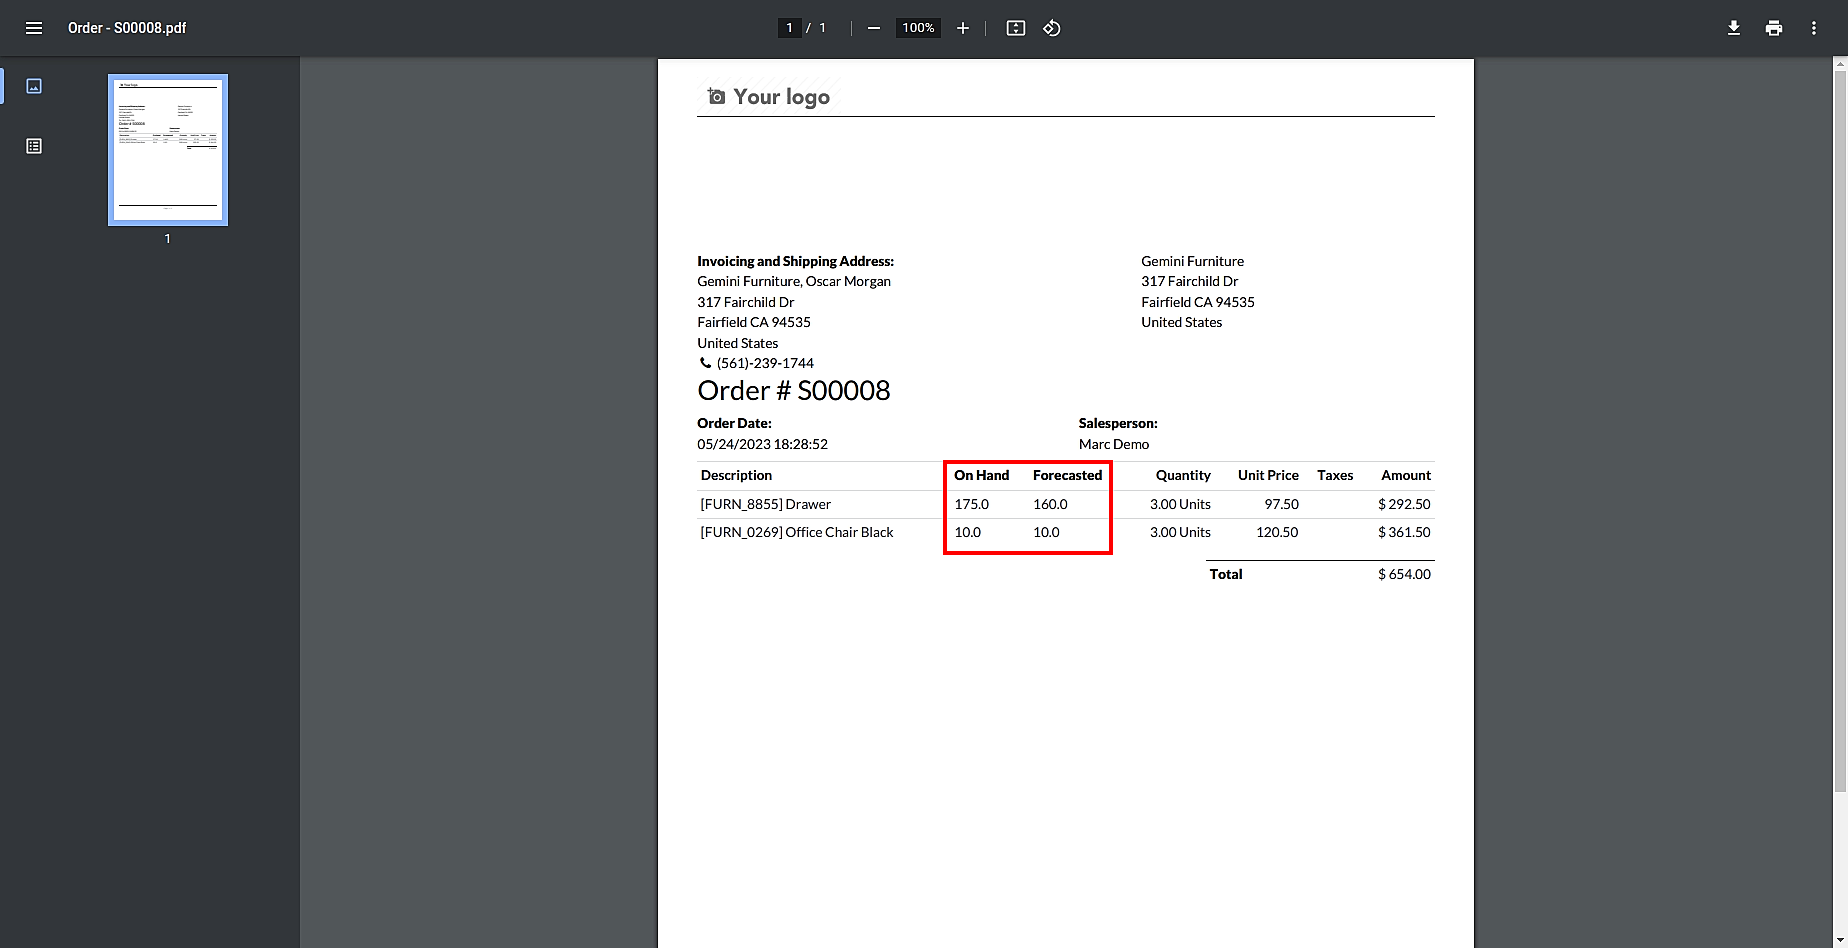 Order - S00008.pdf
1 / 1
100%
1
Your logo
Invoicing and Shipping Address:
Gemini Furniture, Oscar Morgan
317 Fairchild Dr
Fairfield CA 94535
United States
(561)-239-1744
Gemini Furniture
317 Fairchild Dr
Fairfield CA 94535
United States
Order # S00008
Order Date:
05/24/2023 18:28:52
Salesperson:
Marc Demo
Description On Hand Forecasted Quantity Unit Price Taxes Amount
[FURN_8855] Drawer 175.0 160.0 3.00 Units 97.50 $ 292.50
[FURN_0269] Office Chair Black 10.0 10.0 3.00 Units 120.50 $ 361.50
Total $ 654.00